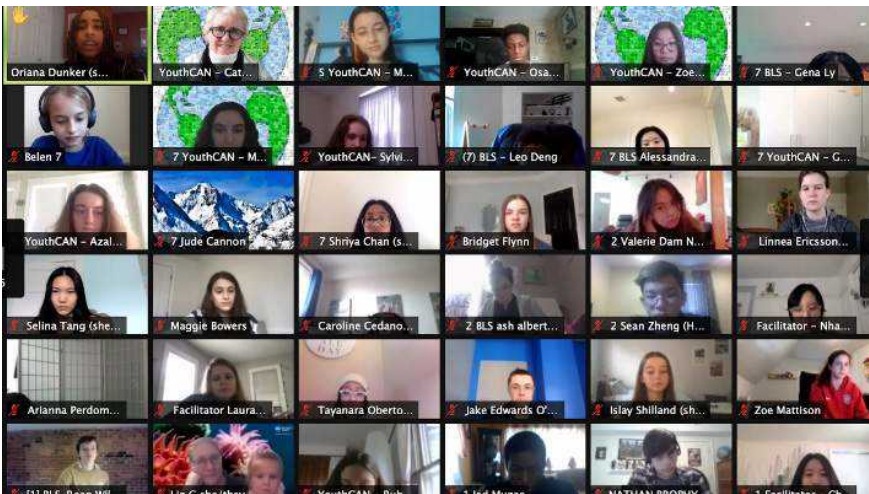 Oriana Dunker (s...
YouthCAN - Cat...
5 YouthCAN - M...
YouthCAN - Osa...
YouthCAN - Zoe...
7 BLS - Gena Ly
Belen 7
7 YouthCAN - M...
YouthCAN- Sylvi...
(7) BLS - Leo Deng
7 BLS Alessandra...
7 YouthCAN - G...
YouthCAN - Azal...
7 Jude Cannon
7 Shriya Chan (s...
Bridget Flynn
2 Valerie Dam N...
Linnea Ericsson...
Selina Tang (she...
Maggie Bowers
Caroline Cedano...
2 BLS ash albert...
2 Sean Zheng (H...
Facilitator - Nha...
Arianna Perdom...
Facilitator Laura...
Tayanara Oberto...
Jake Edwards O'...
Islay Shilland (sh...
Zoe Mattison